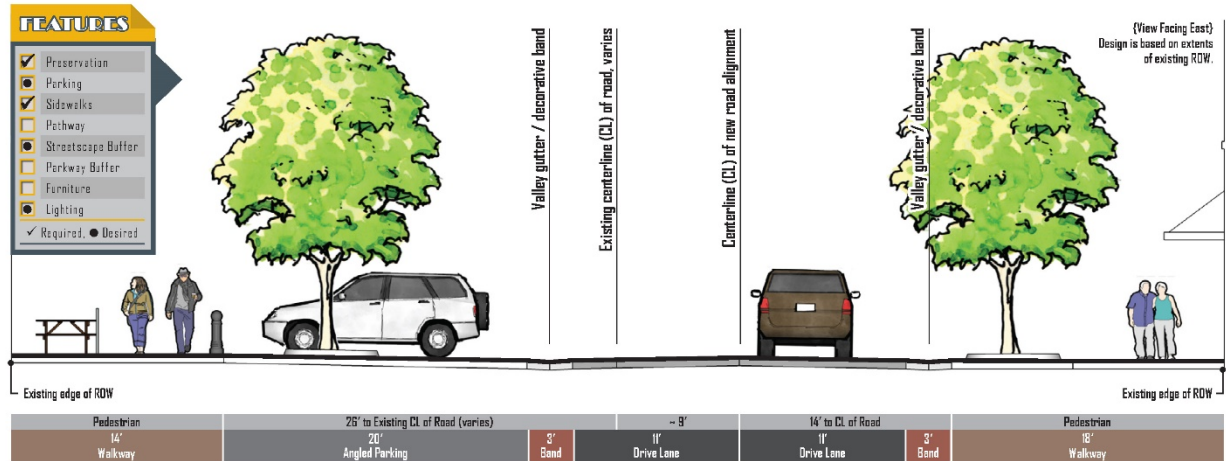 FEATURES
Preservation
Parking
Sidewalks
Pathway
Streetscape Buffer
Parkway Buffer
Furniture
Lighting
✓ Required, ● Desired
Valley gutter / decorative band
Existing centerline (CL) of road, varies
Centerline (CL) of new road alignment
Valley gutter / decorative band
{View Facing East}
Design is based on extents
of existing ROW.
Existing edge of ROW
Existing edge of ROW
Pedestrian
26' to Existing CL of Road (varies)
~ 9'
14' to CL of Road
Pedestrian
14'
Walkway
20'
Angled Parking
3'
Band
11'
Drive Lane
11'
Drive Lane
3'
Band
18'
Walkway